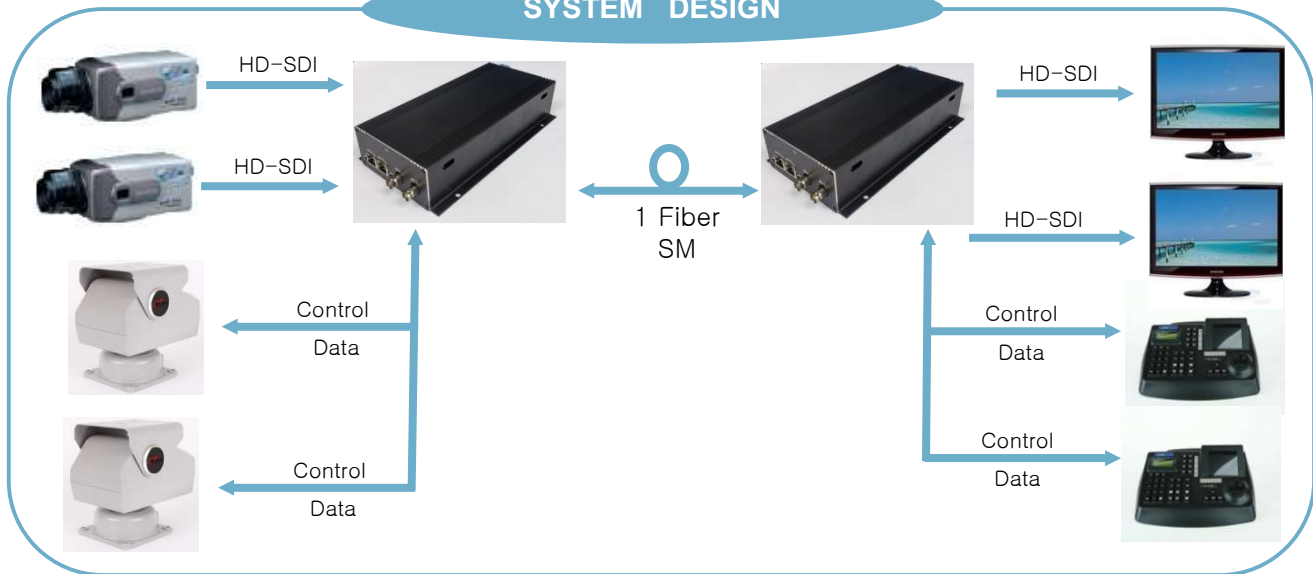 SYSTEM DESIGN
HD-SDI
HD-SDI
HD-SDI
HD-SDI
1 Fiber
SM
Control
Data
Control
Data
Control
Data
Control
Data